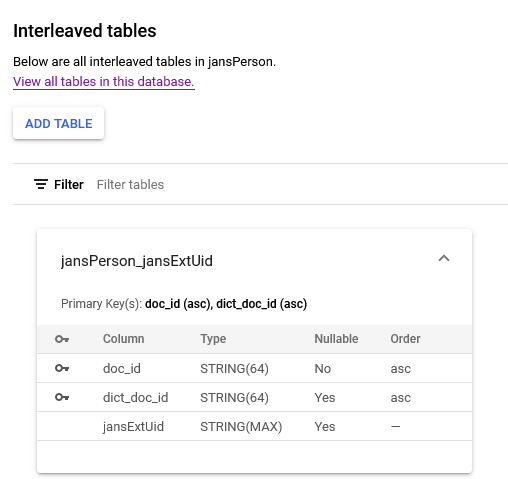 Interleaved tables
Below are all interleaved tables in jansPerson.
View all tables in this database.
ADD TABLE
Filter Filter tables
jansPerson_jansExtUid
Primary Key(s): doc_id (asc), dict_doc_id (asc)
Column Type Nullable Order
doc_id STRING(64) No asc
dict_doc_id STRING(64) Yes asc
jansExtUid STRING(MAX) Yes —